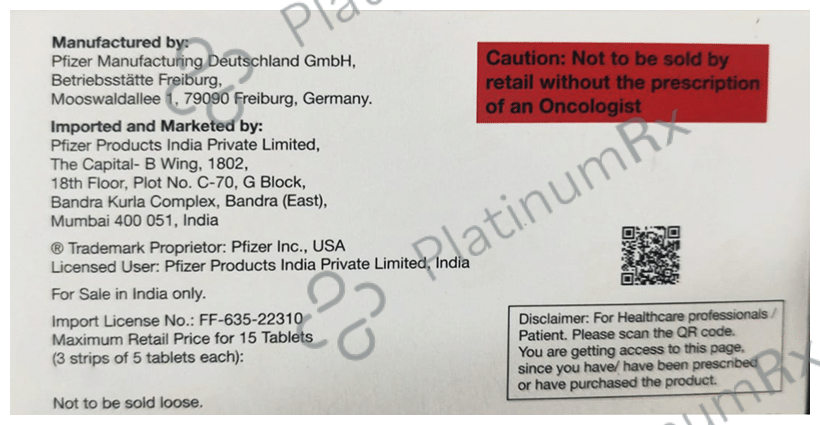 Manufactured by:
Pfizer Manufacturing Deutschland GmbH,
Betriebsstätte Freiburg,
Mooswaldallee 1, 79090 Freiburg, Germany.
Imported and Marketed by:
Pfizer Products India Private Limited,
The Capital- B Wing, 1802,
18th Floor, Plot No. C-70, G Block,
Bandra Kurla Complex, Bandra (East),
Mumbai 400 051, India
® Trademark Proprietor: Pfizer Inc., USA
Licensed User: Pfizer Products India Private Limited, India
For Sale in India only.
Import License No.: FF-635-22310
Maximum Retail Price for 15 Tablets
(3 strips of 5 tablets each):
Not to be sold loose.
Caution: Not to be sold by
retail without the prescription
of an Oncologist
Disclaimer: For Healthcare professionals /
Patient. Please scan the QR code.
You are getting access to this page,
since you have/ have been prescribed
or have purchased the product.
PlatinumRx
PlatinumRx
PlatinumRx